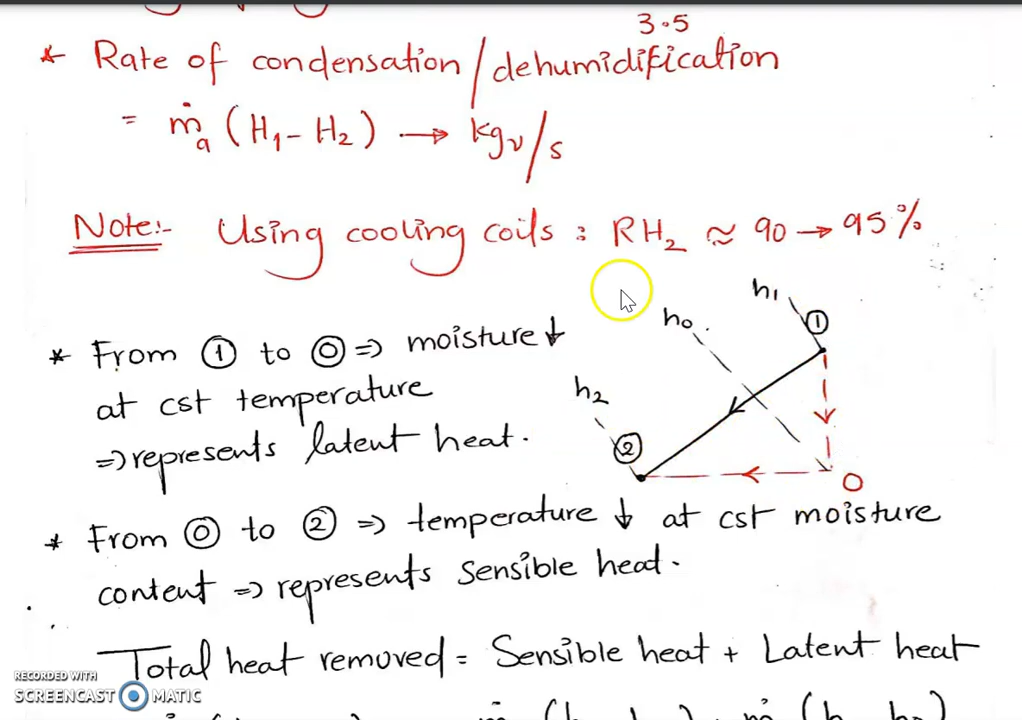 3.5
* Rate of condensation/dehumidification
= ṁa (H1 - H2) → kgv/s
Note:- Using cooling coils : RH2 ≈ 90 → 95%
h1
h0
①
* From ① to ⓪ ⇒ moisture ↓
at cst temperature
h2
⇒ represents latent heat.
②
0
* From ⓪ to ② ⇒ temperature ↓ at cst moisture
content ⇒ represents sensible heat.
Total heat removed = Sensible heat + Latent heat
RECORDED WITH
SCREENCAST MATIC